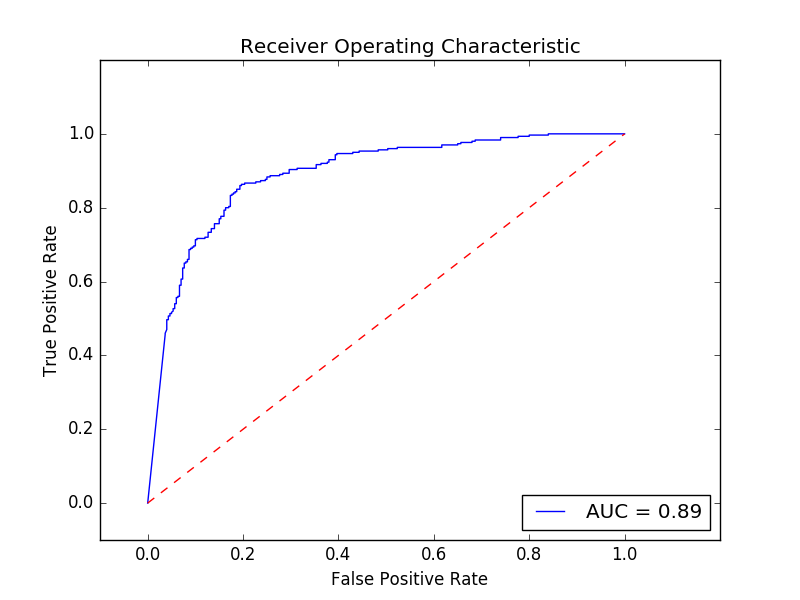 Receiver Operating Characteristic
True Positive Rate
1.0
0.8
0.6
0.4
0.2
0.0
AUC = 0.89
0.0 0.2 0.4 0.6 0.8 1.0
False Positive Rate